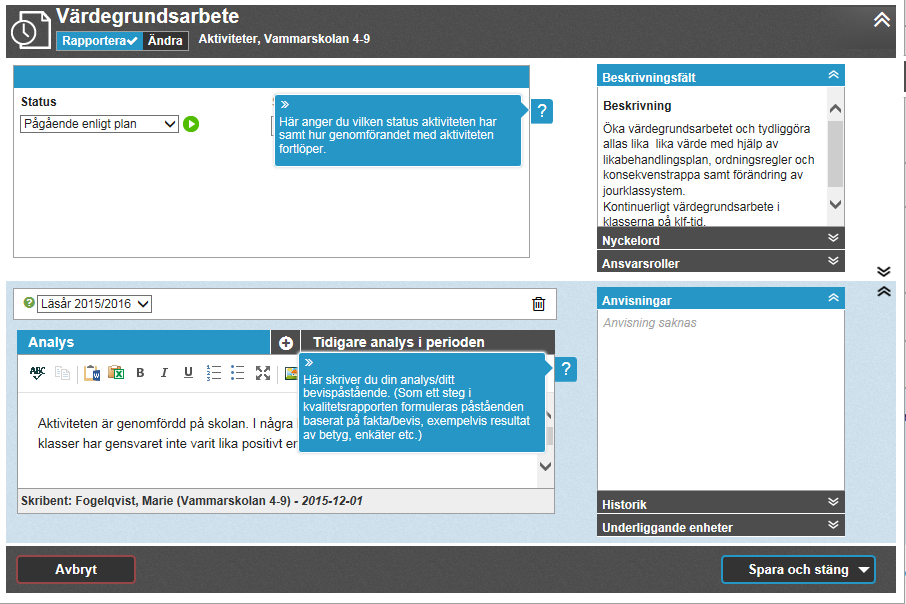 Värdegrundsarbete
Rapportera Ändra Aktiviteter, Vammarskolan 4-9
Status
Pågående enligt plan
»
Här anger du vilken status aktiviteten har
samt hur genomförandet med aktiviteten
fortlöper.
?
Beskrivningsfält
Beskrivning
Öka värdegrundsarbetet och tydliggöra
allas lika lika värde med hjälp av
likabehandlingsplan, ordningsregler och
konsekvenstrappa samt förändring av
jourklassystem.
Kontinuerligt värdegrundsarbete i
klasserna på klf-tid.
Nyckelord
Ansvarsroller
? Läsår 2015/2016
Analys
Tidigare analys i perioden
ABC B I U
»
Här skriver du din analys/ditt
bevispåstående. (Som ett steg i
kvalitetsrapporten formuleras påståenden
baserat på fakta/bevis, exempelvis resultat
av betyg, enkäter etc.)
?
Aktiviteten är genomfördd på skolan. I några
klasser har gensvaret inte varit lika positivt er
Skribent: Fogelqvist, Marie (Vammarskolan 4-9) - 2015-12-01
Anvisningar
Anvisning saknas
Historik
Underliggande enheter
Avbryt
Spara och stäng